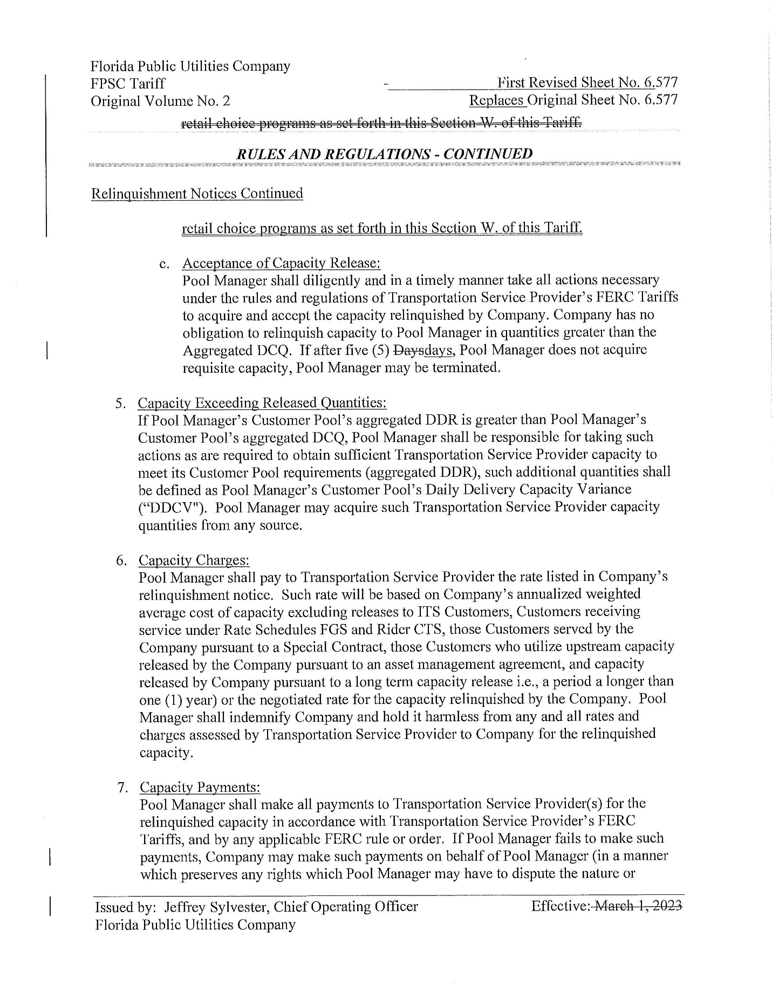 Florida Public Utilities Company
FPSC Tariff - First Revised Sheet No. 6.577
Original Volume No. 2 Replaces Original Sheet No. 6.577
retail choice programs as set forth in this Section W. of this Tariff.
RULES AND REGULATIONS - CONTINUED
Relinquishment Notices Continued
retail choice programs as set forth in this Section W. of this Tariff.
c. Acceptance of Capacity Release:
Pool Manager shall diligently and in a timely manner take all actions necessary
under the rules and regulations of Transportation Service Provider's FERC Tariffs
to acquire and accept the capacity relinquished by Company. Company has no
obligation to relinquish capacity to Pool Manager in quantities greater than the
Aggregated DCQ. If after five (5) Daysdays, Pool Manager does not acquire
requisite capacity, Pool Manager may be terminated.
5. Capacity Exceeding Released Quantities:
If Pool Manager's Customer Pool's aggregated DDR is greater than Pool Manager's
Customer Pool's aggregated DCQ, Pool Manager shall be responsible for taking such
actions as are required to obtain sufficient Transportation Service Provider capacity to
meet its Customer Pool requirements (aggregated DDR), such additional quantities shall
be defined as Pool Manager's Customer Pool's Daily Delivery Capacity Variance
("DDCV"). Pool Manager may acquire such Transportation Service Provider capacity
quantities from any source.
6. Capacity Charges:
Pool Manager shall pay to Transportation Service Provider the rate listed in Company's
relinquishment notice. Such rate will be based on Company's annualized weighted
average cost of capacity excluding releases to ITS Customers, Customers receiving
service under Rate Schedules FGS and Rider CTS, those Customers served by the
Company pursuant to a Special Contract, those Customers who utilize upstream capacity
released by the Company pursuant to an asset management agreement, and capacity
released by Company pursuant to a long term capacity release i.e., a period a longer than
one (1) year) or the negotiated rate for the capacity relinquished by the Company. Pool
Manager shall indemnify Company and hold it harmless from any and all rates and
charges assessed by Transportation Service Provider to Company for the relinquished
capacity.
7. Capacity Payments:
Pool Manager shall make all payments to Transportation Service Provider(s) for the
relinquished capacity in accordance with Transportation Service Provider's FERC
Tariffs, and by any applicable FERC rule or order. If Pool Manager fails to make such
payments, Company may make such payments on behalf of Pool Manager (in a manner
which preserves any rights which Pool Manager may have to dispute the nature or
Issued by: Jeffrey Sylvester, Chief Operating Officer Effective: March 1, 2023
Florida Public Utilities Company